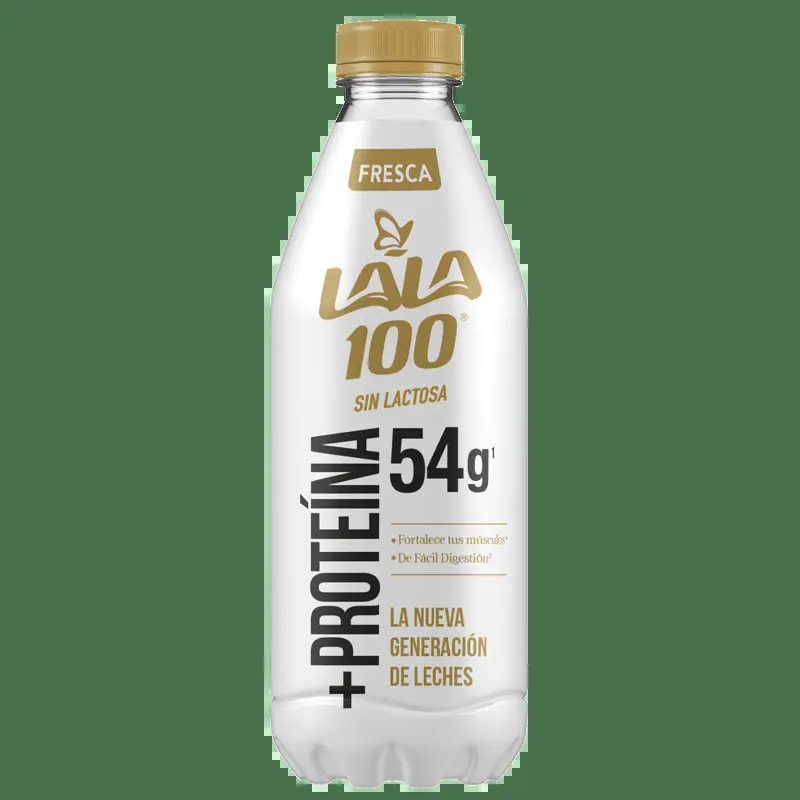 FRESCA
LALA
100®
SIN LACTOSA
+PROTEÍNA
54g¹
• Fortalece tus músculos²
• De Fácil Digestión³
LA NUEVA
GENERACIÓN
DE LECHES